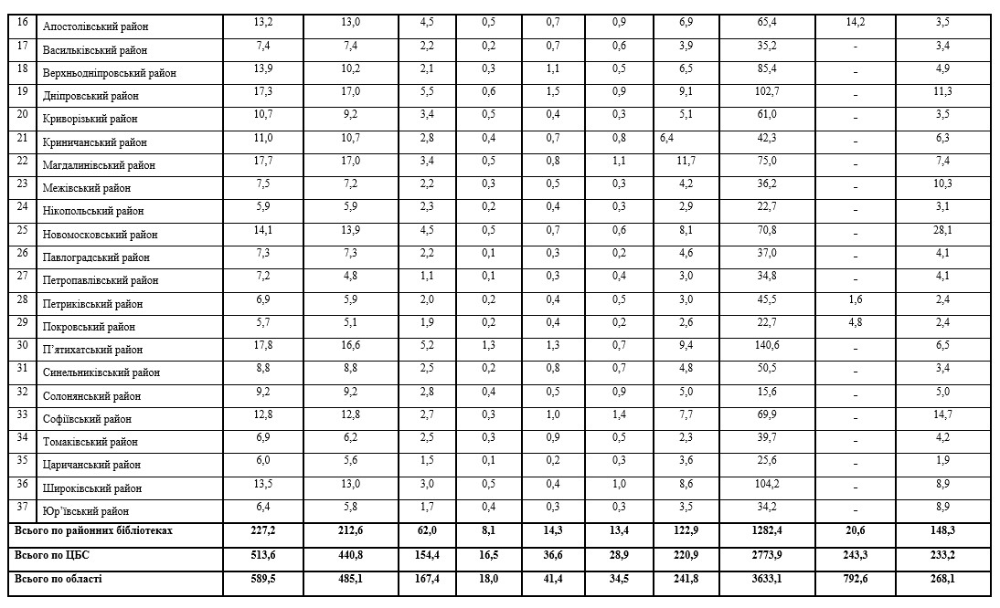 16 Апостолівський район 13,2 13,0 4,5 0,5 0,7 0,9 6,9 65,4 14,2 3,5
17 Васильківський район 7,4 7,4 2,2 0,2 0,7 0,6 3,9 35,2 - 3,4
18 Верхньодніпровський район 13,9 10,2 2,1 0,3 1,1 0,5 6,5 85,4 - 4,9
19 Дніпровський район 17,3 17,0 5,5 0,6 1,5 0,9 9,1 102,7 - 11,3
20 Криворізький район 10,7 9,2 3,4 0,5 0,4 0,3 5,1 61,0 - 3,5
21 Криничанський район 11,0 10,7 2,8 0,4 0,7 0,8 6,4 42,3 - 6,3
22 Магдалинівський район 17,7 17,0 3,4 0,5 0,8 1,1 11,7 75,0 - 7,4
23 Межівський район 7,5 7,2 2,2 0,3 0,5 0,3 4,2 36,2 - 10,3
24 Нікопольський район 5,9 5,9 2,3 0,2 0,4 0,3 2,9 22,7 - 3,1
25 Новомосковський район 14,1 13,9 4,5 0,5 0,7 0,6 8,1 70,8 - 28,1
26 Павлоградський район 7,3 7,3 2,2 0,1 0,3 0,2 4,6 37,0 - 4,1
27 Петропавлівський район 7,2 4,8 1,1 0,1 0,3 0,4 3,0 34,8 - 4,1
28 Петриківський район 6,9 5,9 2,0 0,2 0,4 0,5 3,0 45,5 1,6 2,4
29 Покровський район 5,7 5,1 1,9 0,2 0,4 0,2 2,6 22,7 4,8 2,4
30 П’ятихатський район 17,8 16,6 5,2 1,3 1,3 0,7 9,4 140,6 - 6,5
31 Синельниківський район 8,8 8,8 2,5 0,2 0,8 0,7 4,8 50,5 - 3,4
32 Солонянський район 9,2 9,2 2,8 0,4 0,5 0,9 5,0 15,6 - 5,0
33 Софіївський район 12,8 12,8 2,7 0,3 1,0 1,4 7,7 69,9 - 14,7
34 Томаківський район 6,9 6,2 2,5 0,3 0,9 0,5 2,3 39,7 - 4,2
35 Царичанський район 6,0 5,6 1,5 0,1 0,2 0,3 3,6 25,6 - 1,9
36 Широківський район 13,5 13,0 3,0 0,5 0,4 1,0 8,6 104,2 - 8,9
37 Юр’ївський район 6,4 5,8 1,7 0,4 0,3 0,3 3,5 34,2 - 8,9
Всього по районних бібліотеках 227,2 212,6 62,0 8,1 14,3 13,4 122,9 1282,4 20,6 148,3
Всього по ЦБС 513,6 440,8 154,4 16,5 36,6 28,9 220,9 2773,9 243,3 233,2
Всього по області 589,5 485,1 167,4 18,0 41,4 34,5 241,8 3633,1 792,6 268,1